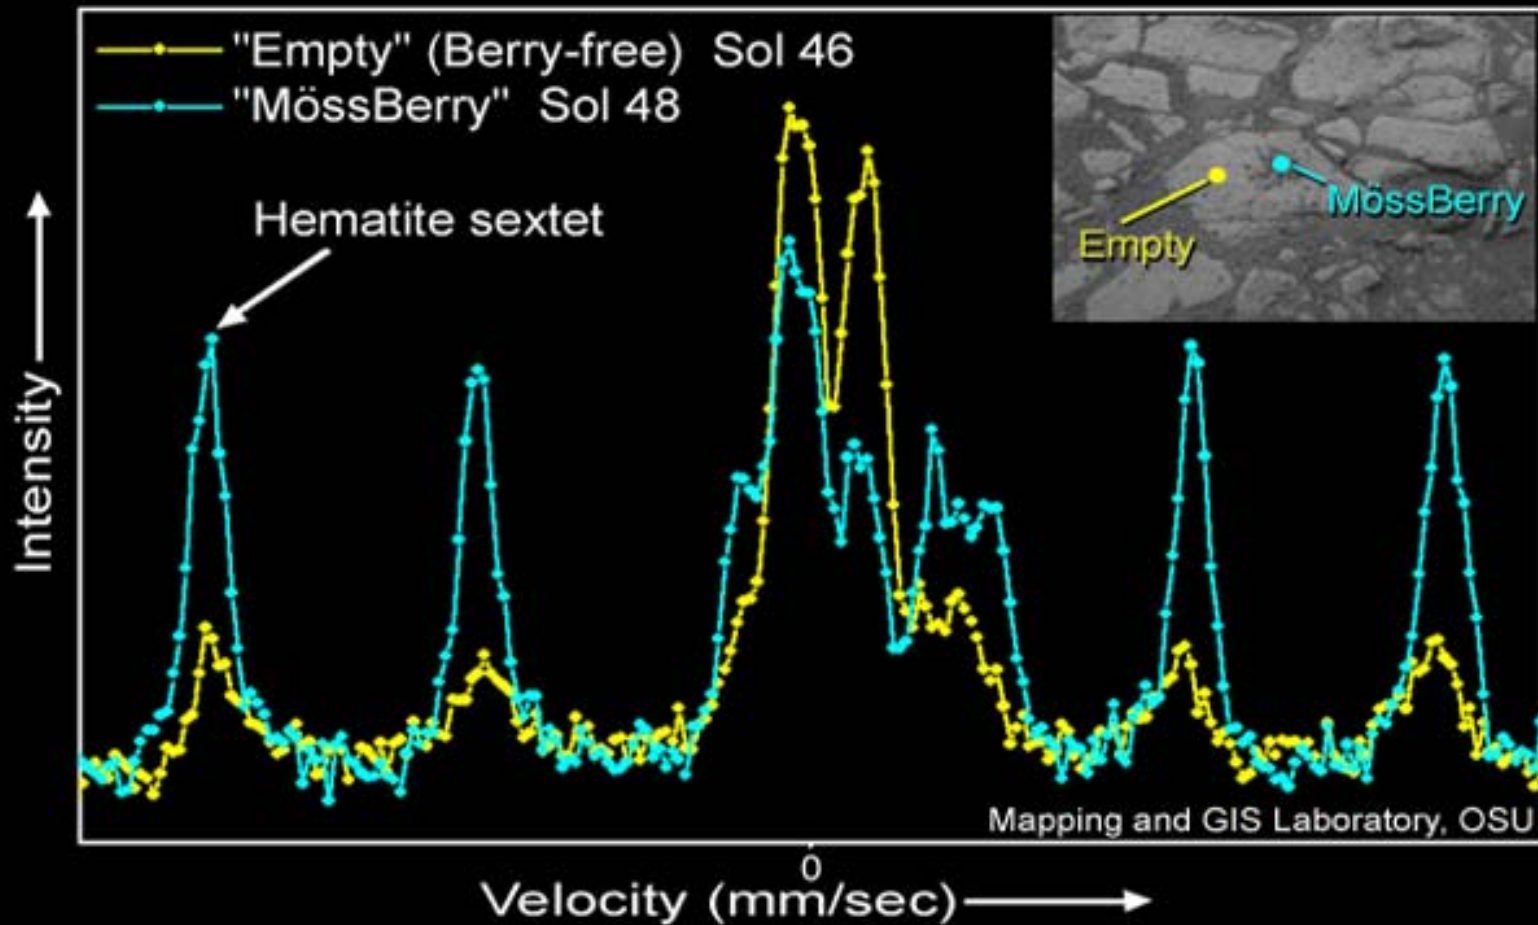 "Empty" (Berry-free) Sol 46
"MössBerry" Sol 48
Hematite sextet
MössBerry
Empty
Intensity
Mapping and GIS Laboratory, OSU
0
Velocity (mm/sec)